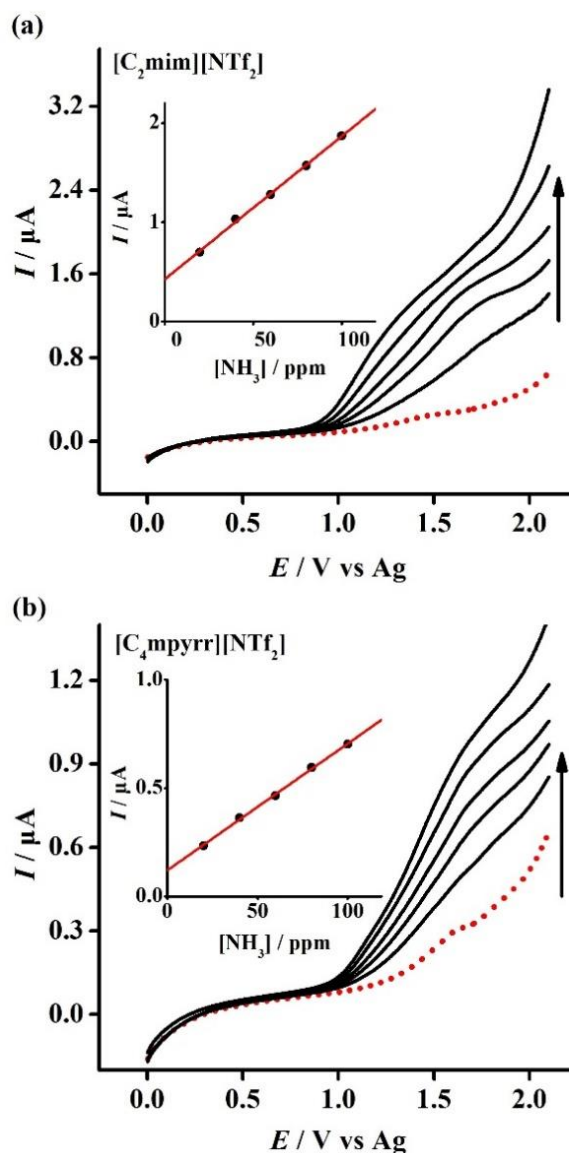 (a)
[C₂mim][NTf₂]
3.2
2.4
1.6
0.8
0.0
I / μA
2
1
0
I / μA
0 50 100
[NH₃] / ppm
0.0 0.5 1.0 1.5 2.0
E / V vs Ag
(b)
[C₄mpyrr][NTf₂]
1.2
0.9
0.6
0.3
0.0
I / μA
1.0
0.5
0.0
I / μA
0 50 100
[NH₃] / ppm
0.0 0.5 1.0 1.5 2.0
E / V vs Ag